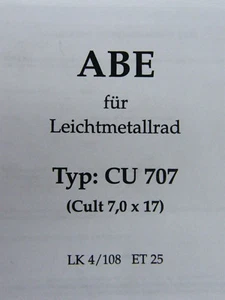 ABE
für
Leichtmetallrad
Typ: CU 707
(Cult 7,0 x 17)
LK 4/108 ET 25